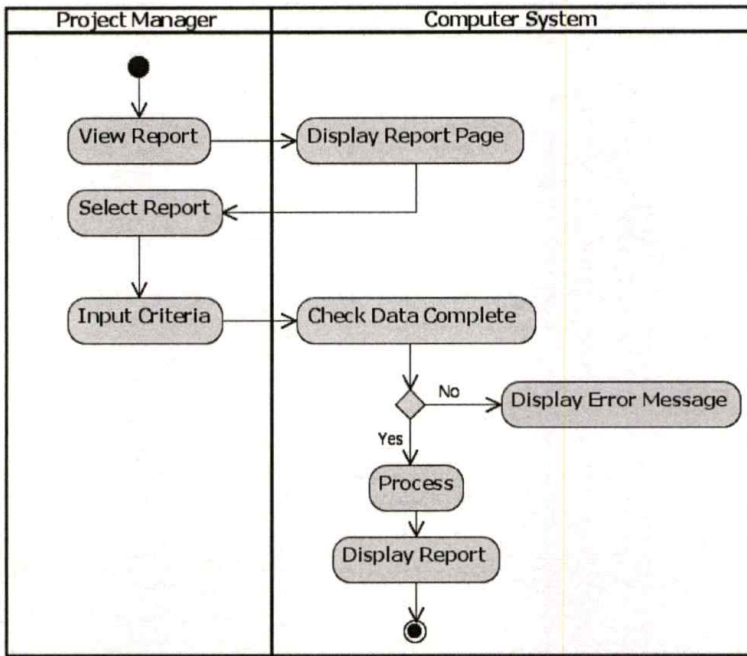 Project Manager
Computer System
View Report
Display Report Page
Select Report
Input Criteria
Check Data Complete
No
Display Error Message
Yes
Process
Display Report